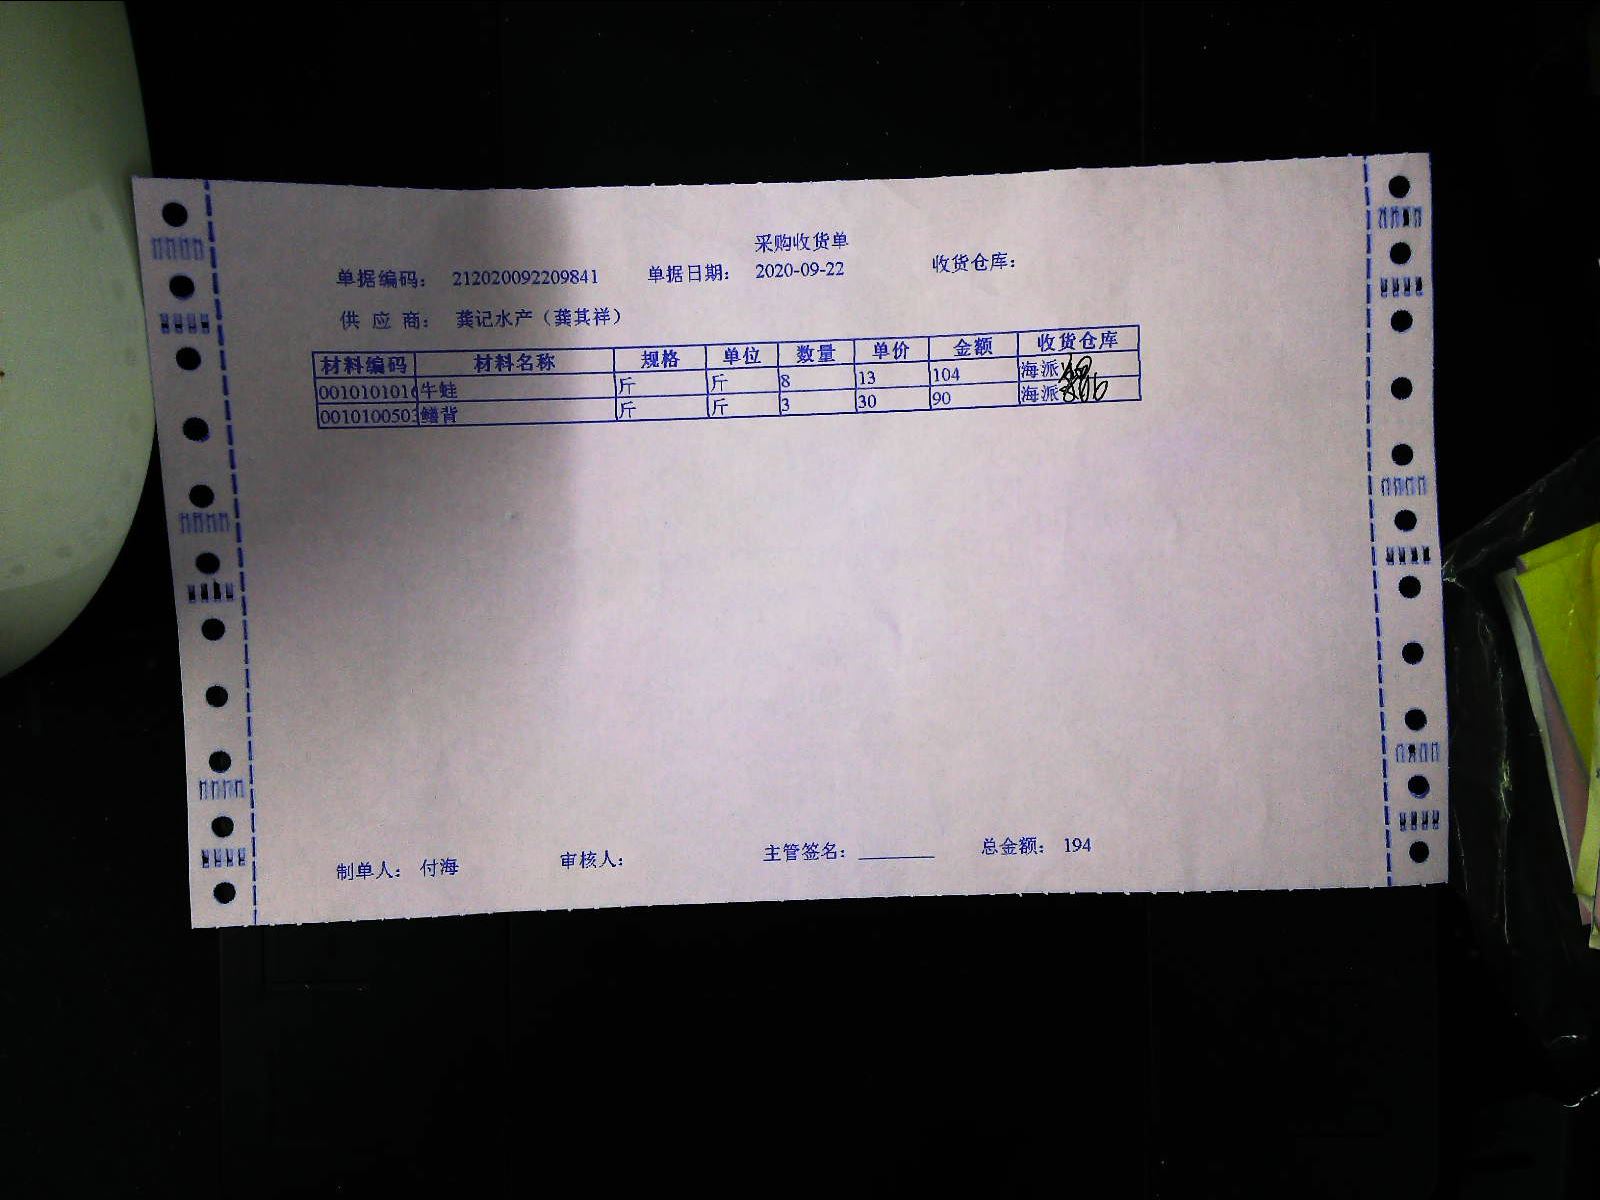 采购收货单
单据编码： 212020092209841 单据日期： 2020-09-22 收货仓库：
供 应 商： 龚记水产（龚其祥）
材料编码 材料名称 规格 单位 数量 单价 金额 收货仓库
0010101016 牛蛙 斤 斤 8 13 104 海派
001010050 鳝背 斤 斤 3 30 90 海派
制单人： 付海 审核人： 主管签名： 总金额： 194